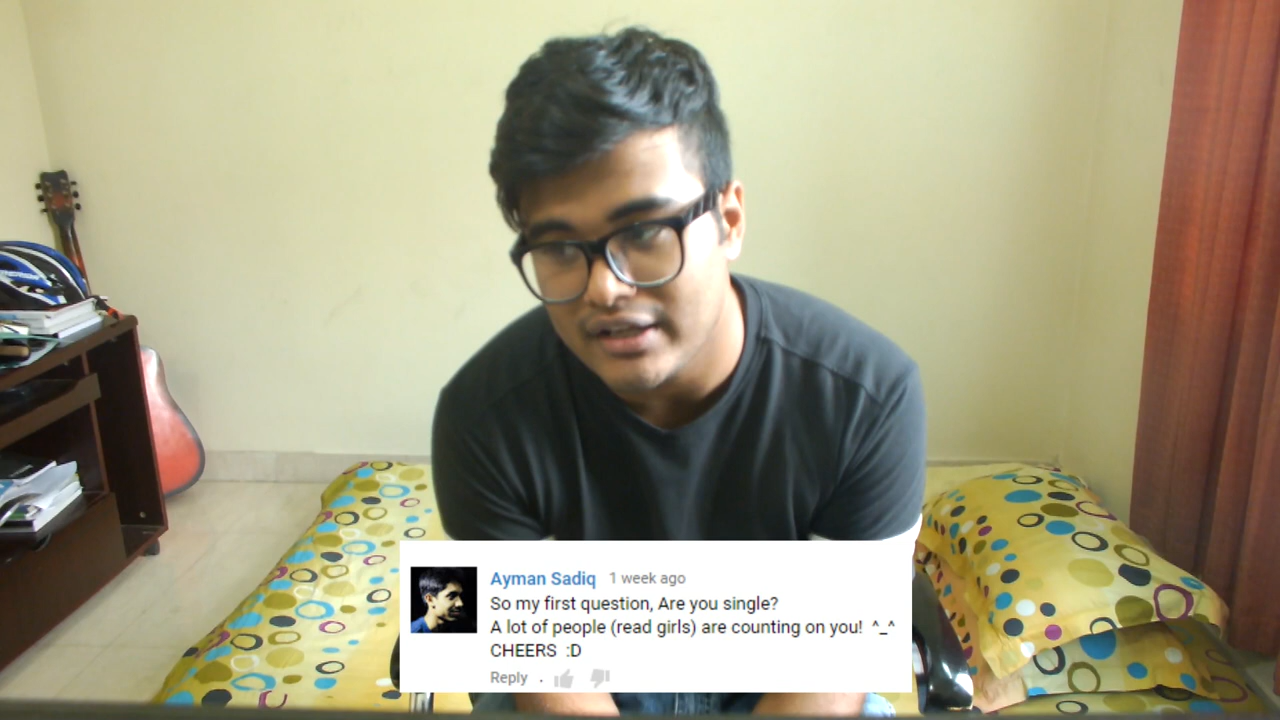 Ayman Sadiq 1 week ago
So my first question, Are you single?
A lot of people (read girls) are counting on you! ^_^
CHEERS :D
Reply .